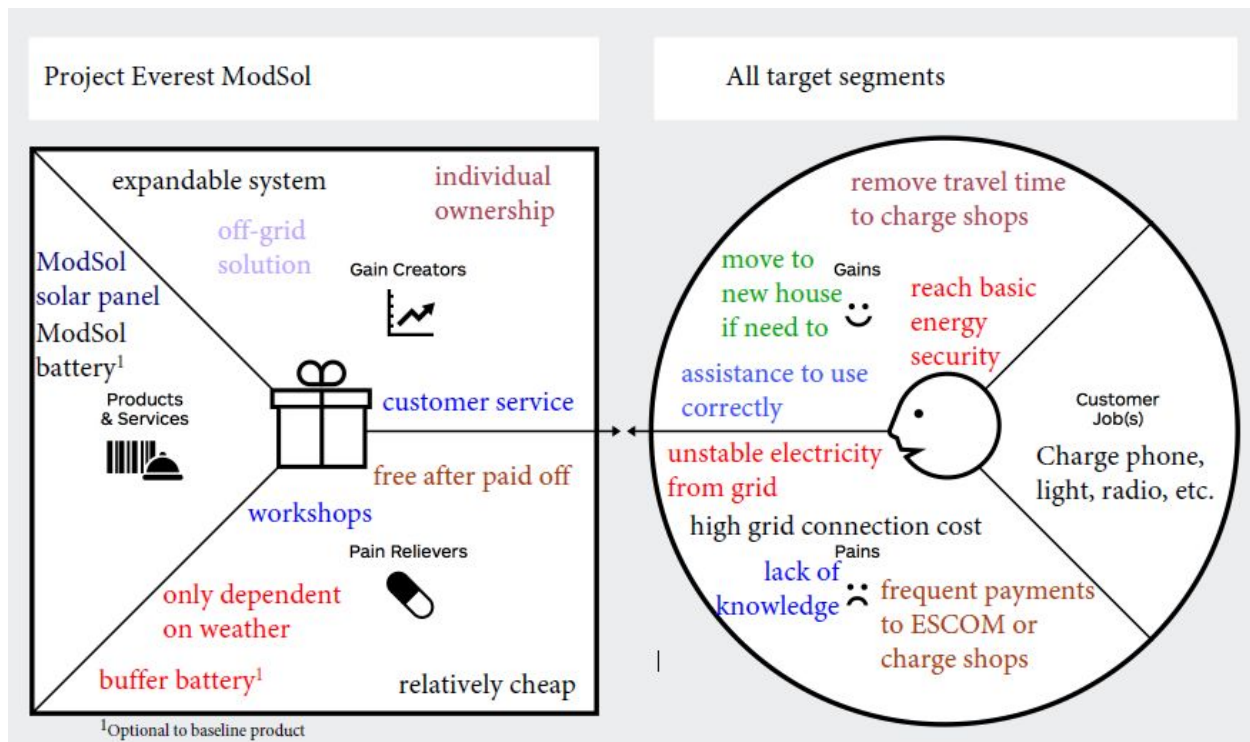 Project Everest ModSol
All target segments
expandable system
individual
ownership
off-grid
solution
Gain Creators
ModSol
solar panel
ModSol
battery¹
Products
& Services
customer service
free after paid off
workshops
Pain Relievers
only dependent
on weather
buffer battery¹
relatively cheap
¹Optional to baseline product
remove travel time
to charge shops
move to
new house
if need to
Gains
reach basic
energy
security
assistance to use
correctly
Customer
Job(s)
Charge phone,
light, radio, etc.
unstable electricity
from grid
high grid connection cost
Pains
lack of
knowledge
frequent payments
to ESCOM or
charge shops